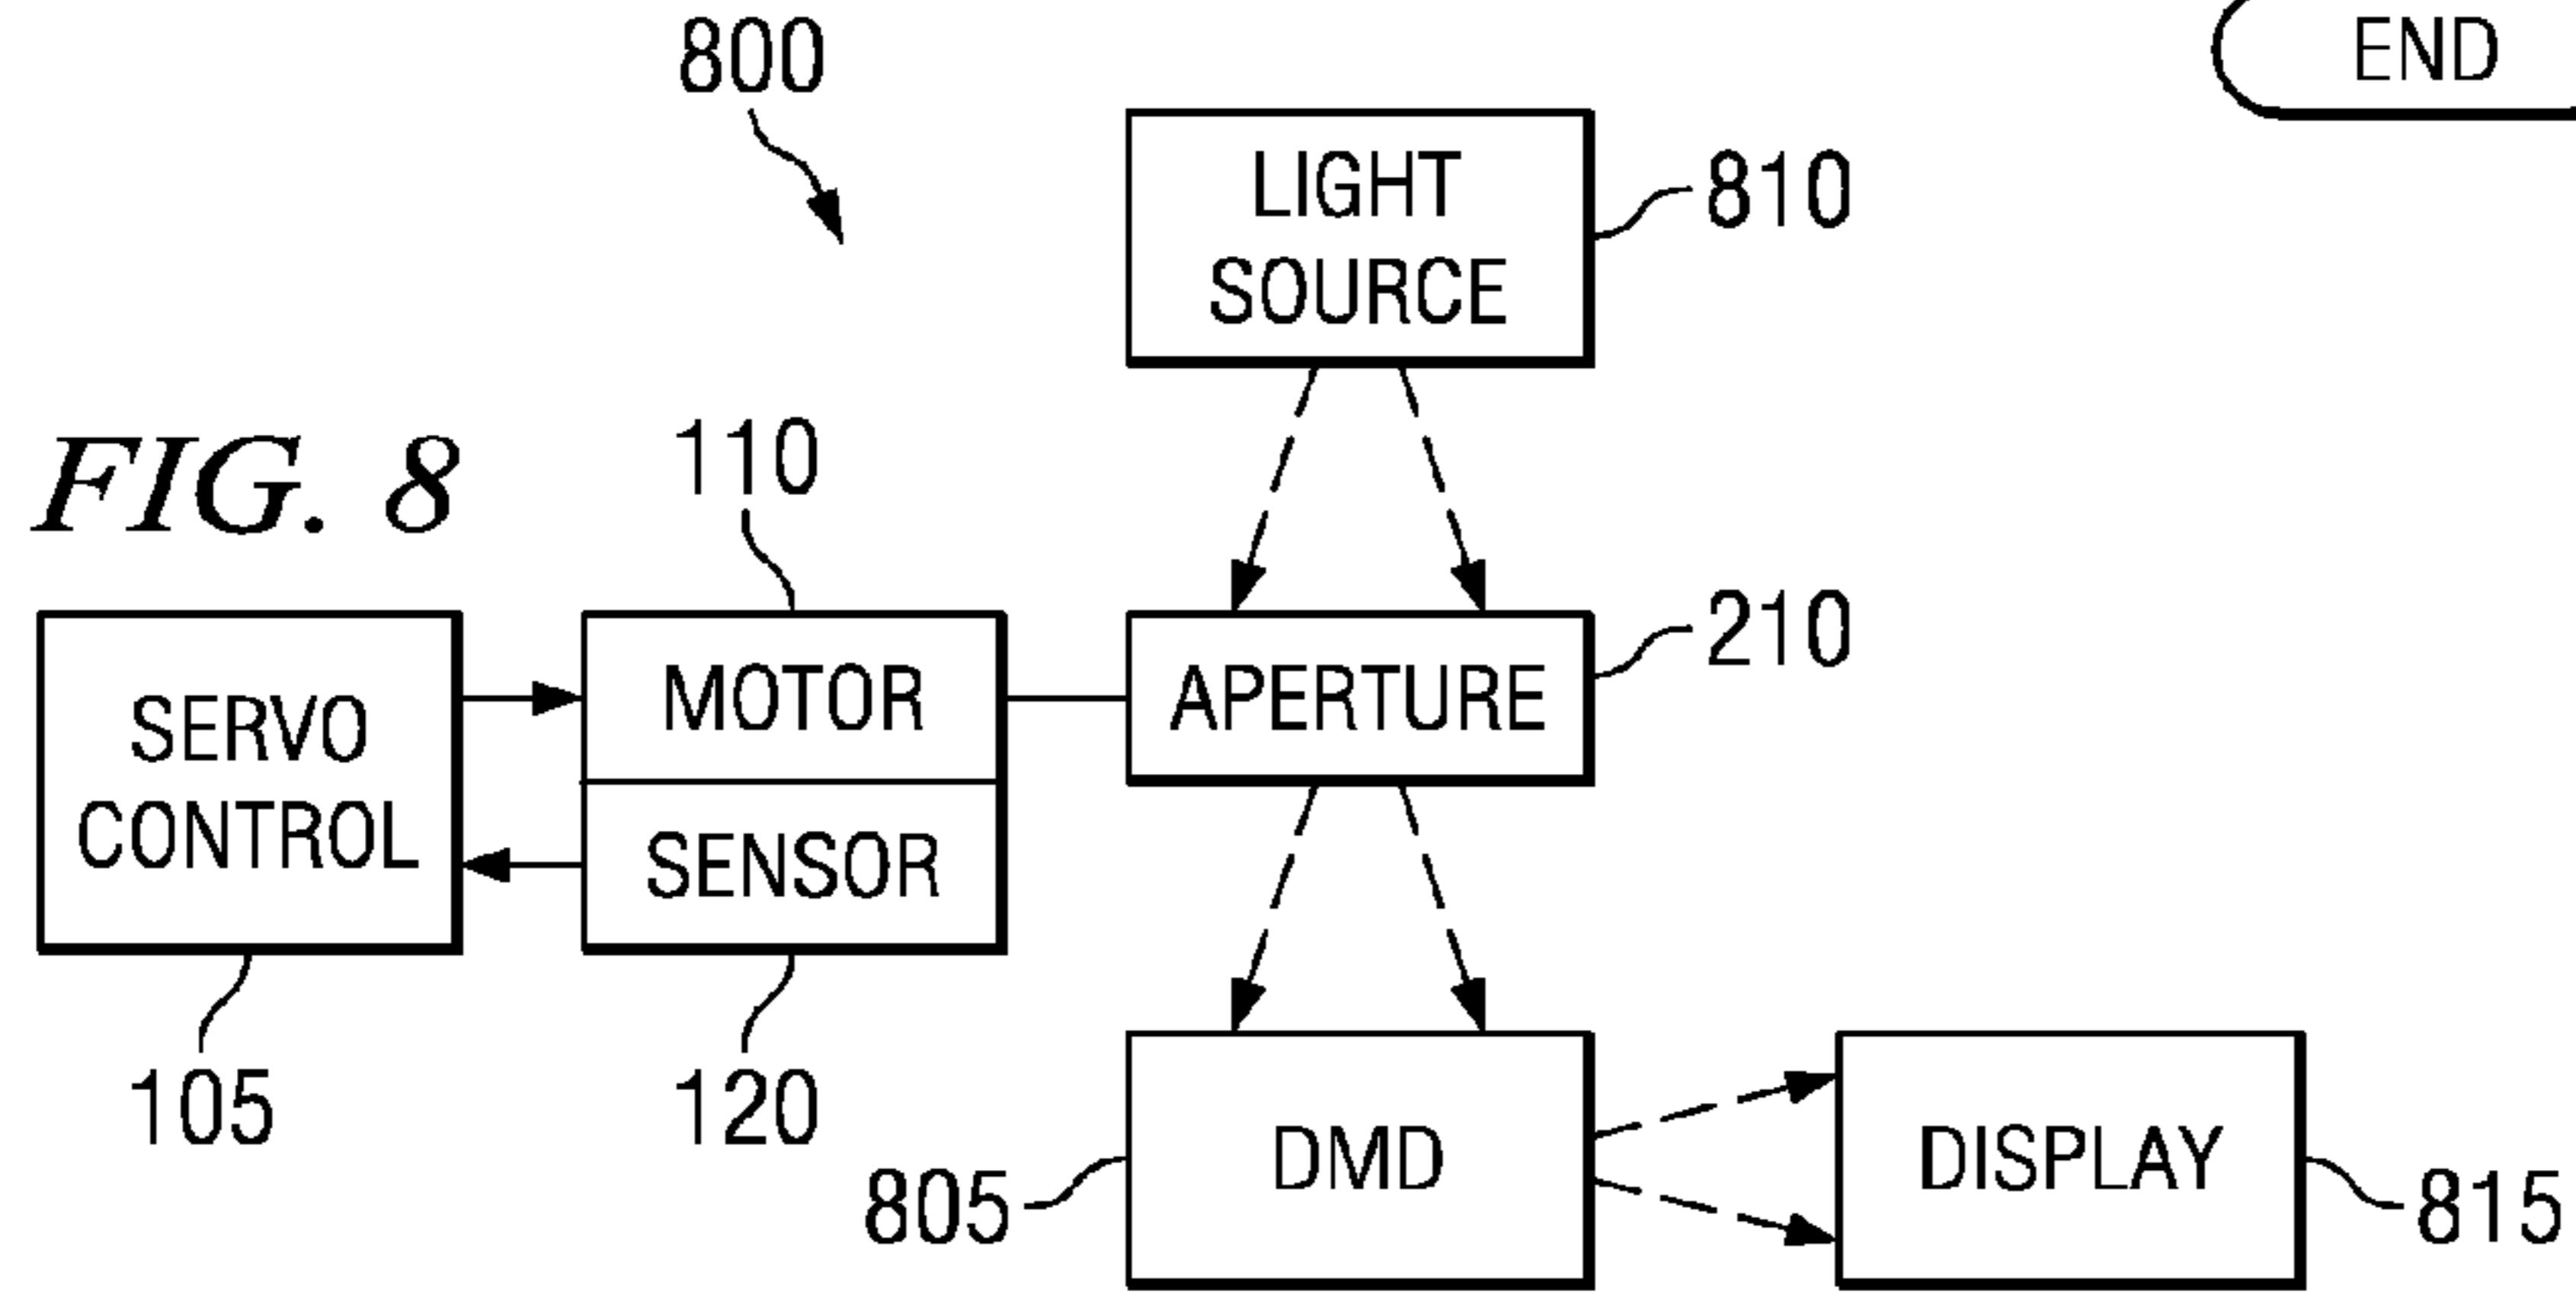 800
END
LIGHT
SOURCE
810
FIG. 8
110
SERVO
CONTROL
MOTOR
SENSOR
APERTURE
210
105
120
805
DMD
DISPLAY
815